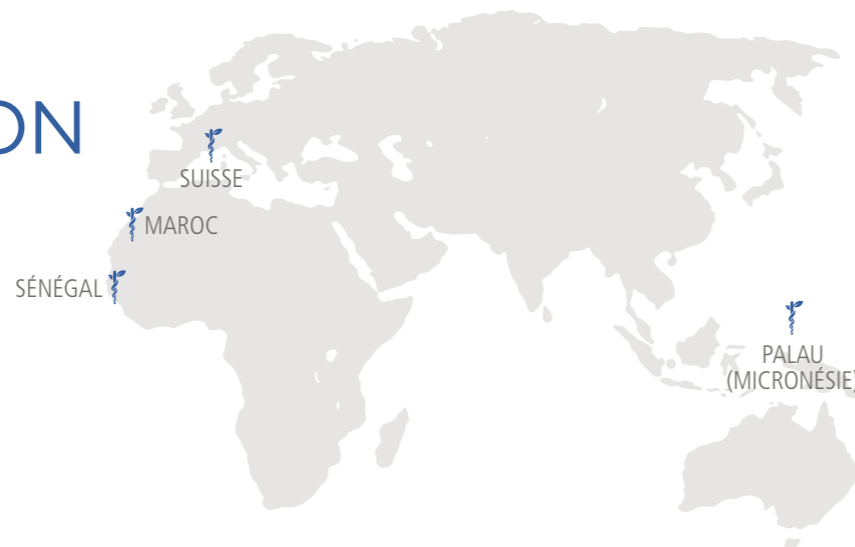 ON
SUISSE
MAROC
SÉNÉGAL
PALAU
(MICRONÉSIE)